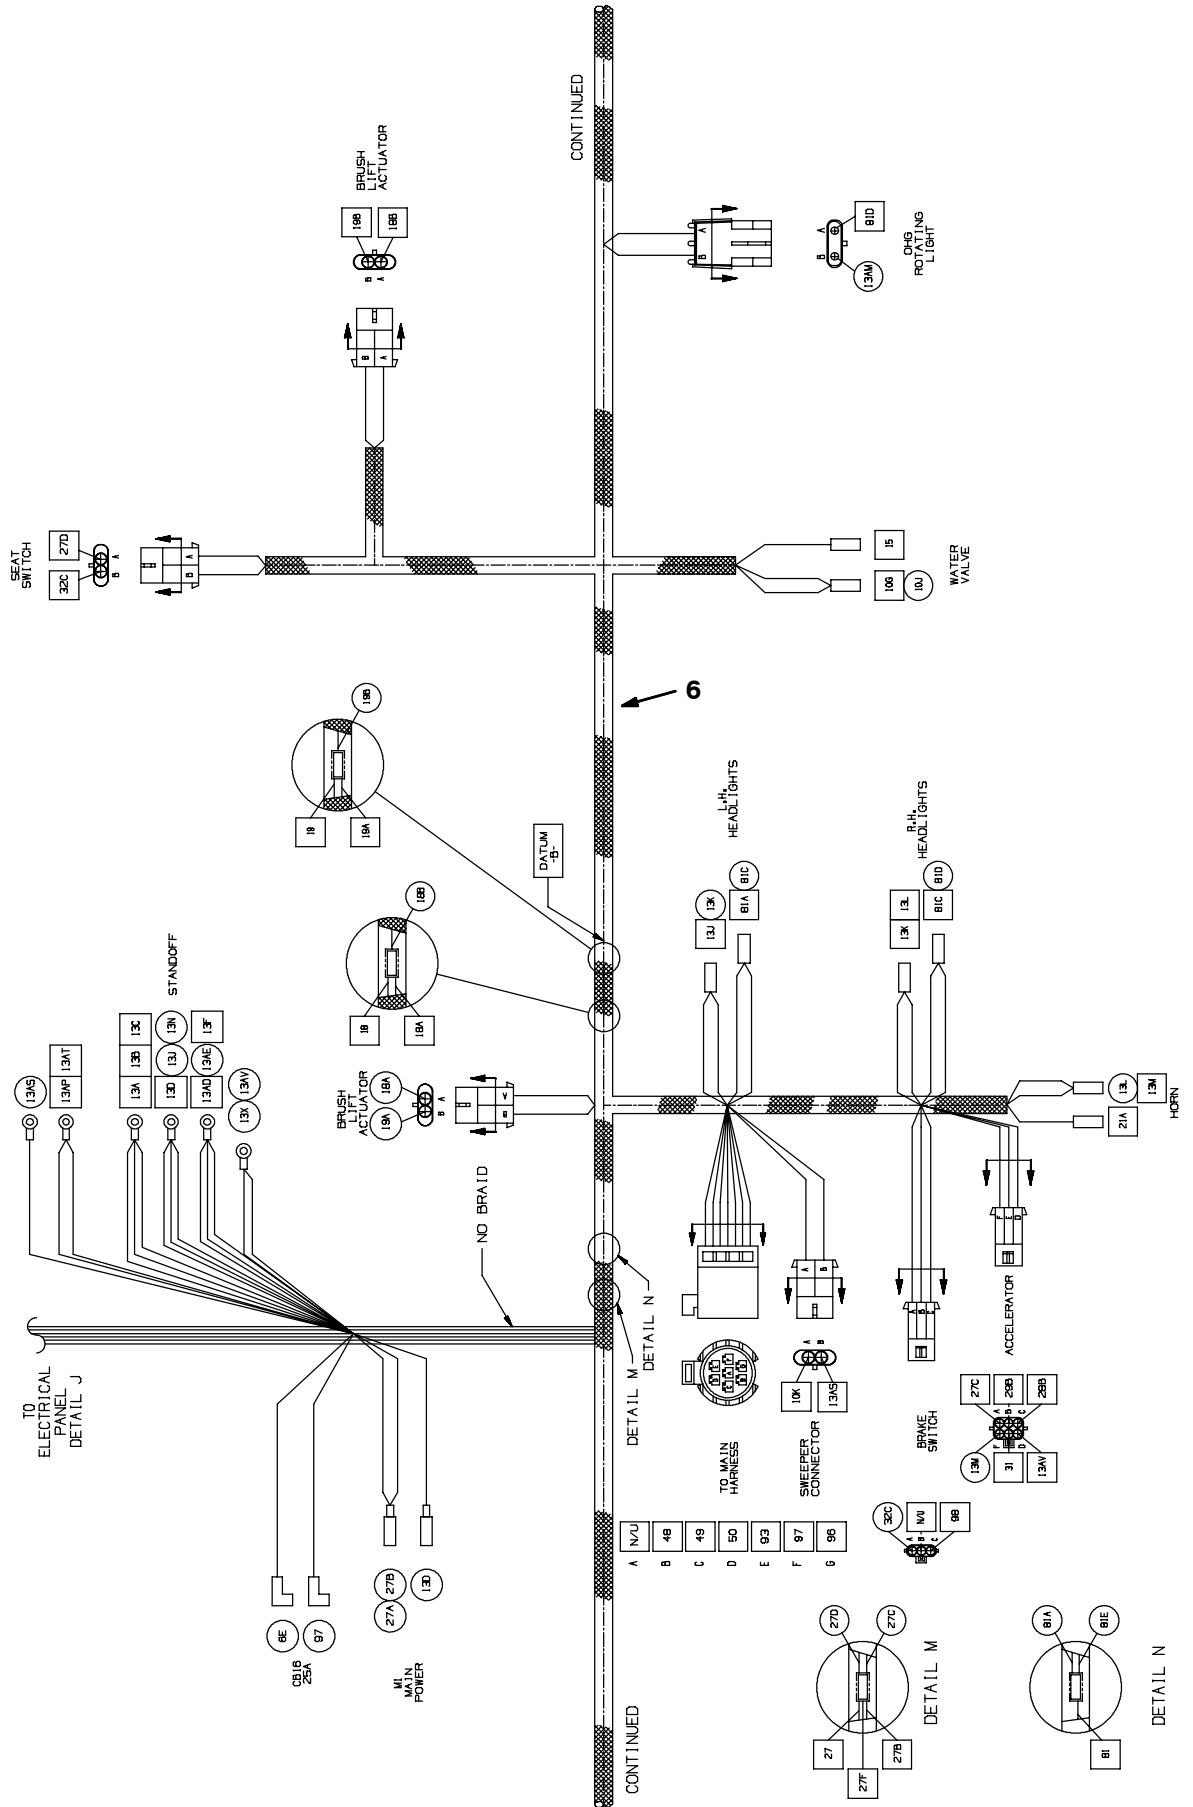 CONTINUED
BRUSH
LIFT
ACTUATOR
19B
18B
B
A
B
A
A
B
81D
B
A
13AM
OHG
ROTATING
LIGHT
SEAT
SWITCH
27D
32C
A
B
A
B
15
10G
10J
WATER
VALVE
6
19B
19
19A
18B
18
18A
DATUM
-B-
L.H.
HEADLIGHTS
13J
13K
81A
81C
R.H.
HEADLIGHTS
13K
13L
81C
81D
STANDOFF
13AS
13AP
13AT
13A
13B
13C
13D
13J
13N
13AD
13AE
13F
13X
13AV
BRUSH
LIFT
ACTUATOR
19A
18A
B
A
B
A
13L
13M
21A
HORN
NO BRAID
TO
ELECTRICAL
PANEL
DETAIL J
DETAIL M
DETAIL N
A
B
F
E
D
A
B
C
ACCELERATOR
TO MAIN
HARNESS
10K
13AS
A
B
SWEEPER
CONNECTOR
BRAKE
SWITCH
27C
29B
28B
A
B
C
F
D
13M
31
13AV
A N/U
B 48
C 49
D 50
E 93
F 97
G 96
32C
N/U
98
A
B
C
6E
97
CB16
25A
27A
27B
13D
M1
MAIN
POWER
CONTINUED
27D
27C
27
27F
27B
DETAIL M
81A
81E
81
DETAIL N